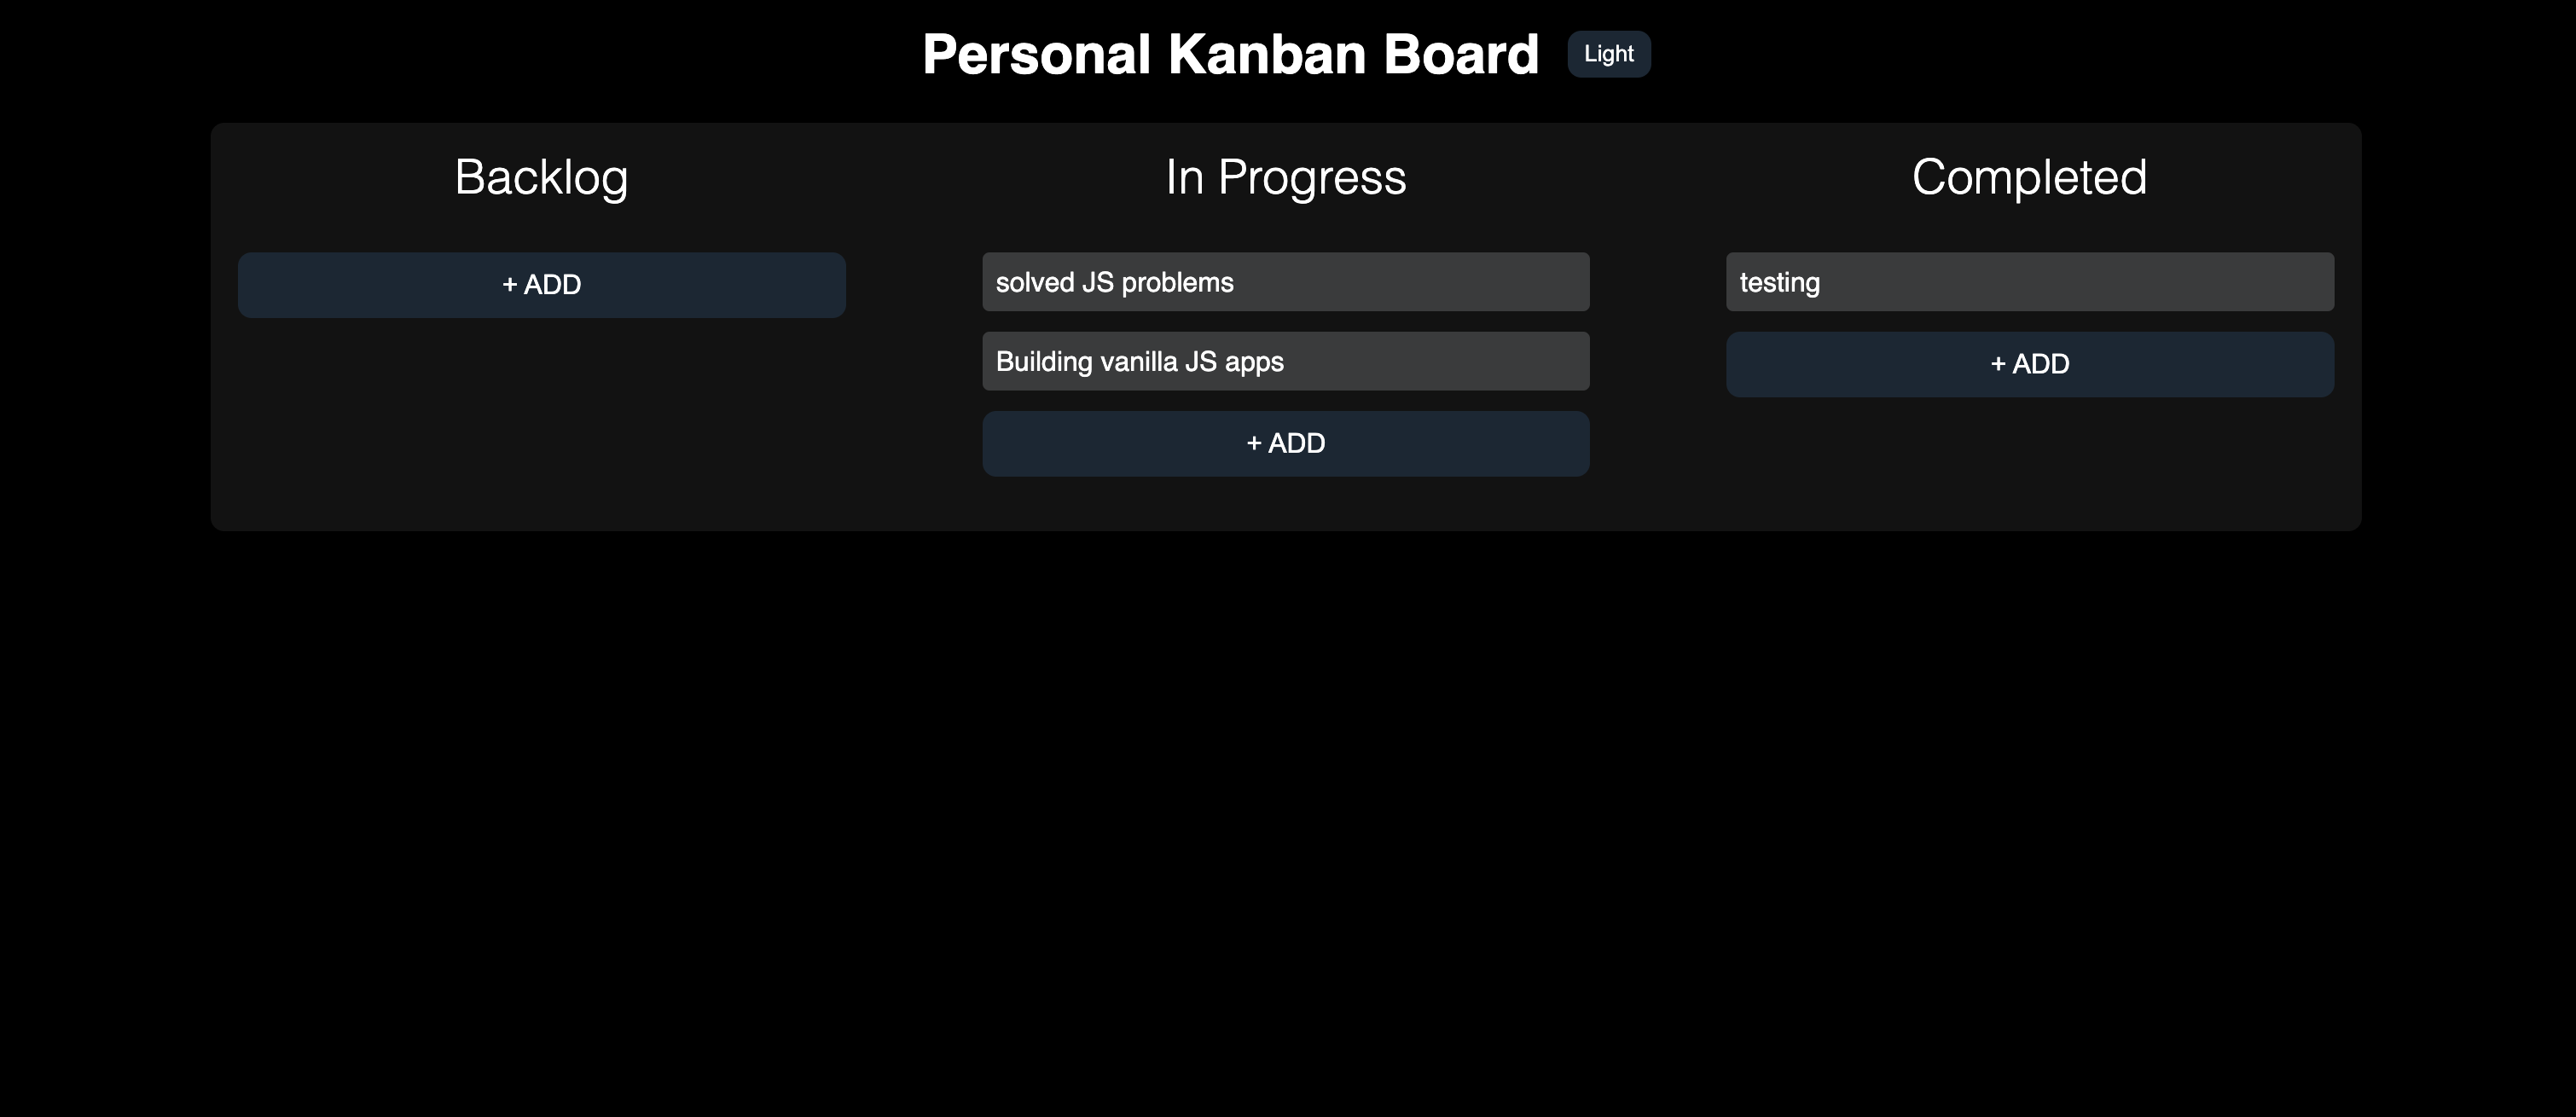 Personal Kanban Board
Light
Backlog
+ ADD
In Progress
solved JS problems
Building vanilla JS apps
+ ADD
Completed
testing
+ ADD